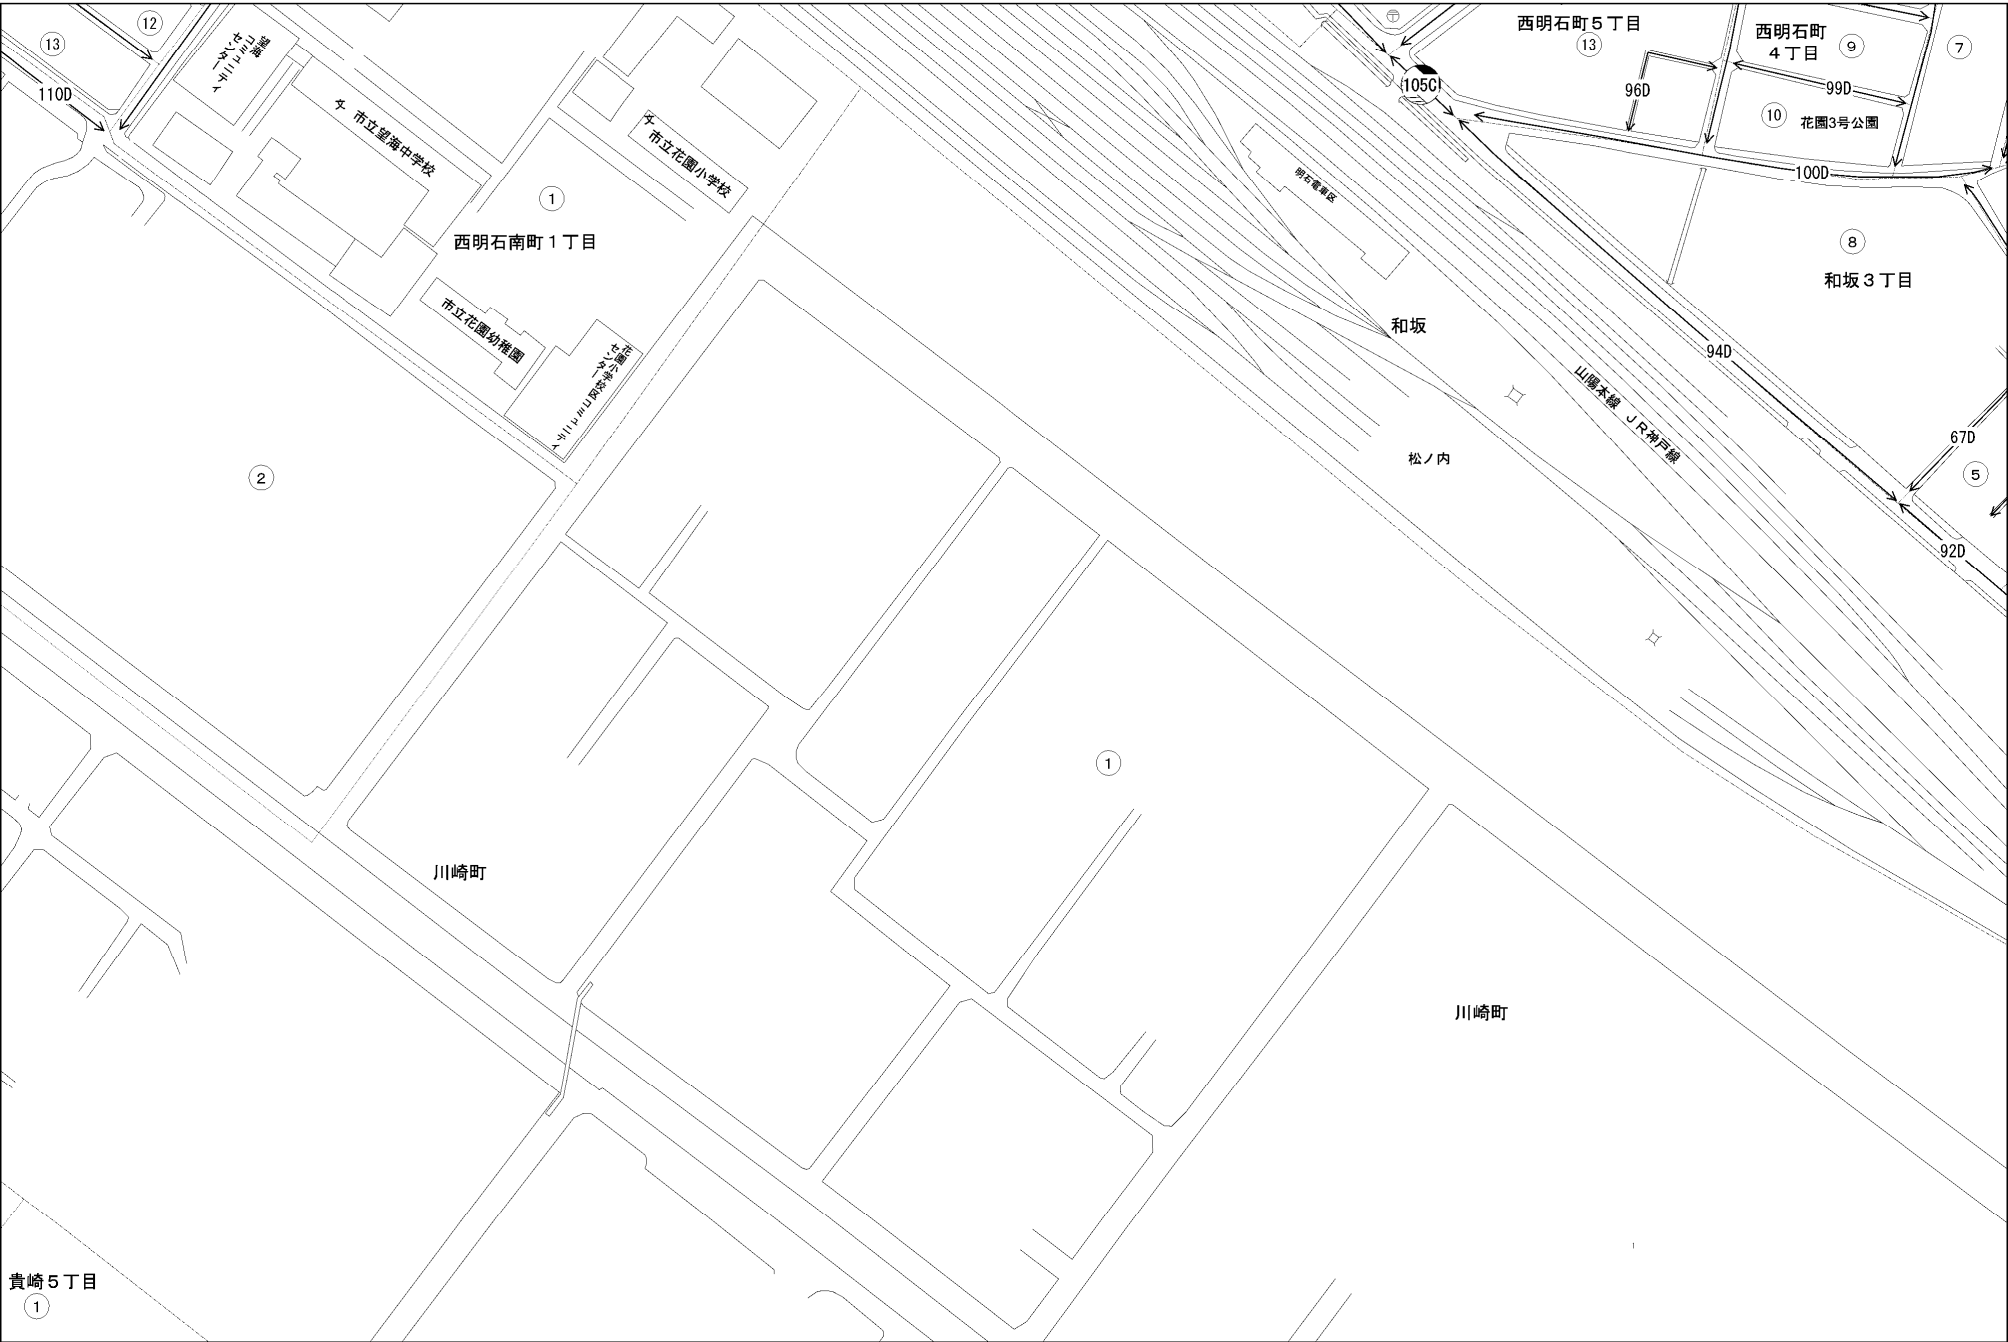 12
13
110D
望海
コミュニティ
センター
文
市立望海中学校
文
市立花園小学校
1
西明石南町１丁目
市立花園幼稚園
花園小学校区コミュニティ
センター
2
西明石町５丁目
13
105C
96D
西明石町
４丁目
9
7
99D
10
花園3号公園
100D
明石電車区
8
和坂３丁目
和坂
94D
山陽本線　ＪＲ神戸線
松ノ内
67D
5
92D
1
川崎町
川崎町
貴崎５丁目
1